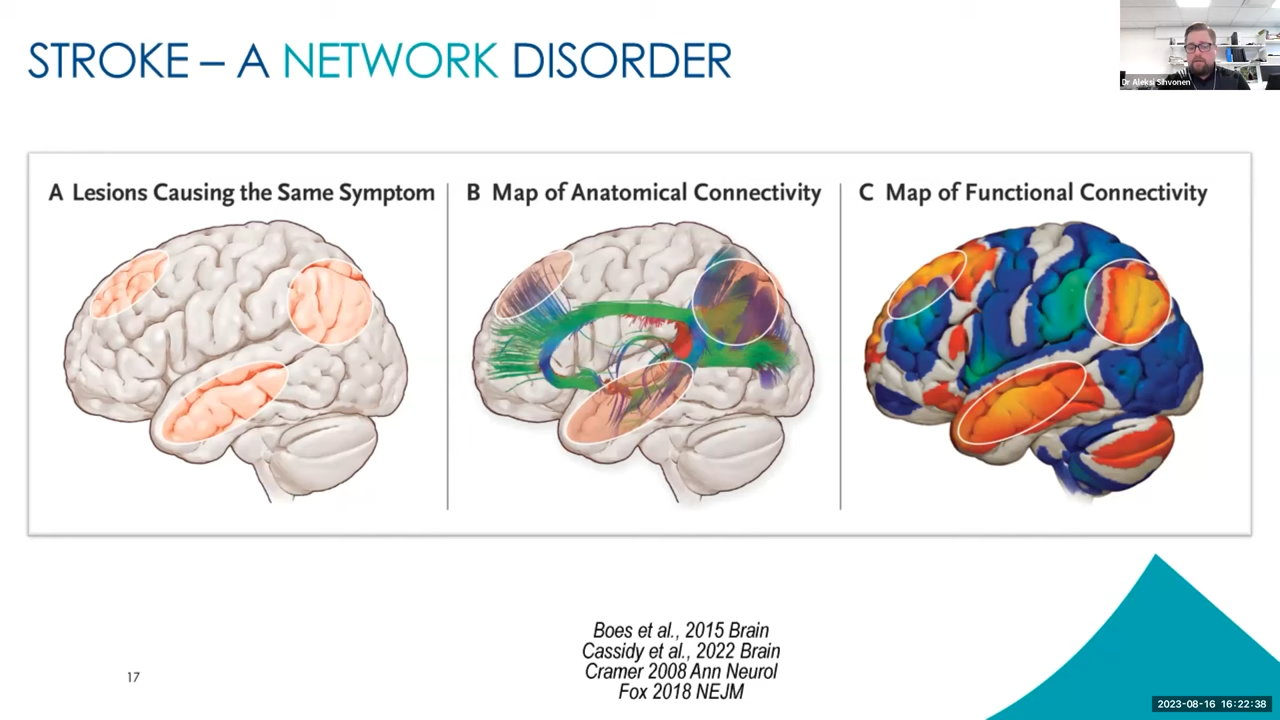 STROKE – A NETWORK DISORDER
Dr Aleksi Sihvonen
A Lesions Causing the Same Symptom
B Map of Anatomical Connectivity
C Map of Functional Connectivity
Boes et al., 2015 Brain
Cassidy et al., 2022 Brain
Cramer 2008 Ann Neurol
Fox 2018 NEJM
17
2023-08-16 16:22:38